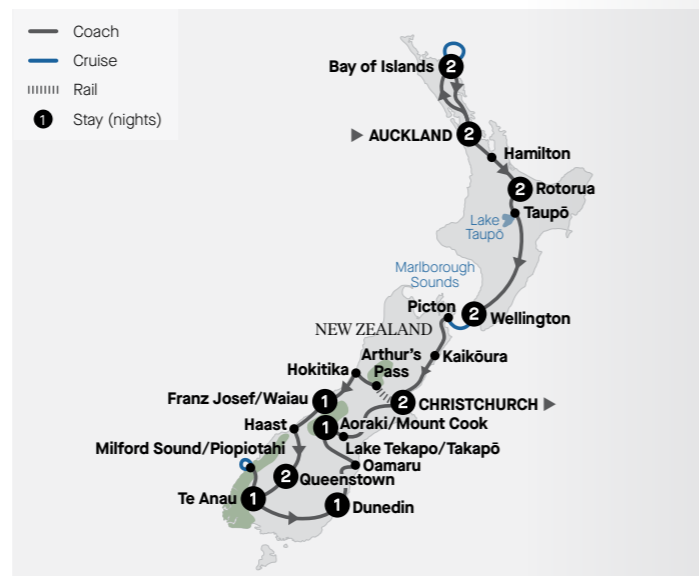 Coach
Cruise
Rail
1 Stay (nights)
Bay of Islands 2
AUCKLAND 2
Hamilton
2 Rotorua
Taupō
Lake
Taupō
Marlborough
Sounds
Picton
2 Wellington
NEW ZEALAND
Kaikōura
Arthur's
Pass
Hokitika
Franz Josef/Waiau 1
2 CHRISTCHURCH
1 Aoraki/Mount Cook
Haast
Lake Tekapo/Takapō
Milford Sound/Piopiotahi
Oamaru
2 Queenstown
Te Anau 1
1 Dunedin